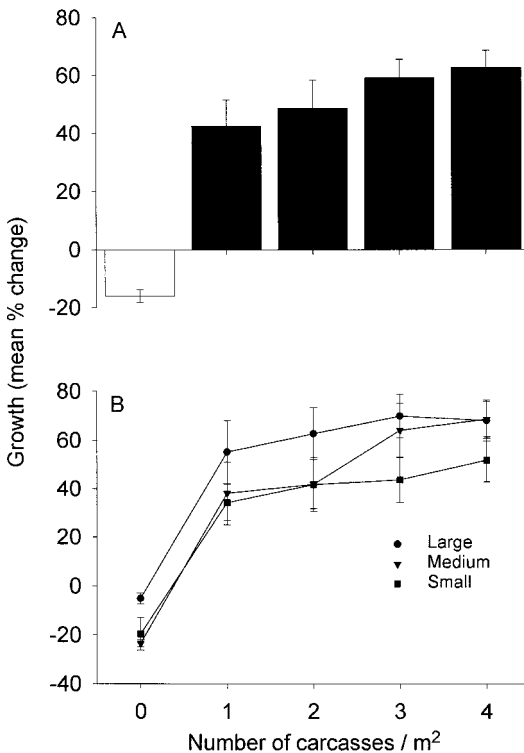 A
80
60
40
20
0
-20
Growth (mean % change)
B
80
60
40
20
0
-20
-40
Large
Medium
Small
0 1 2 3 4
Number of carcasses / m²